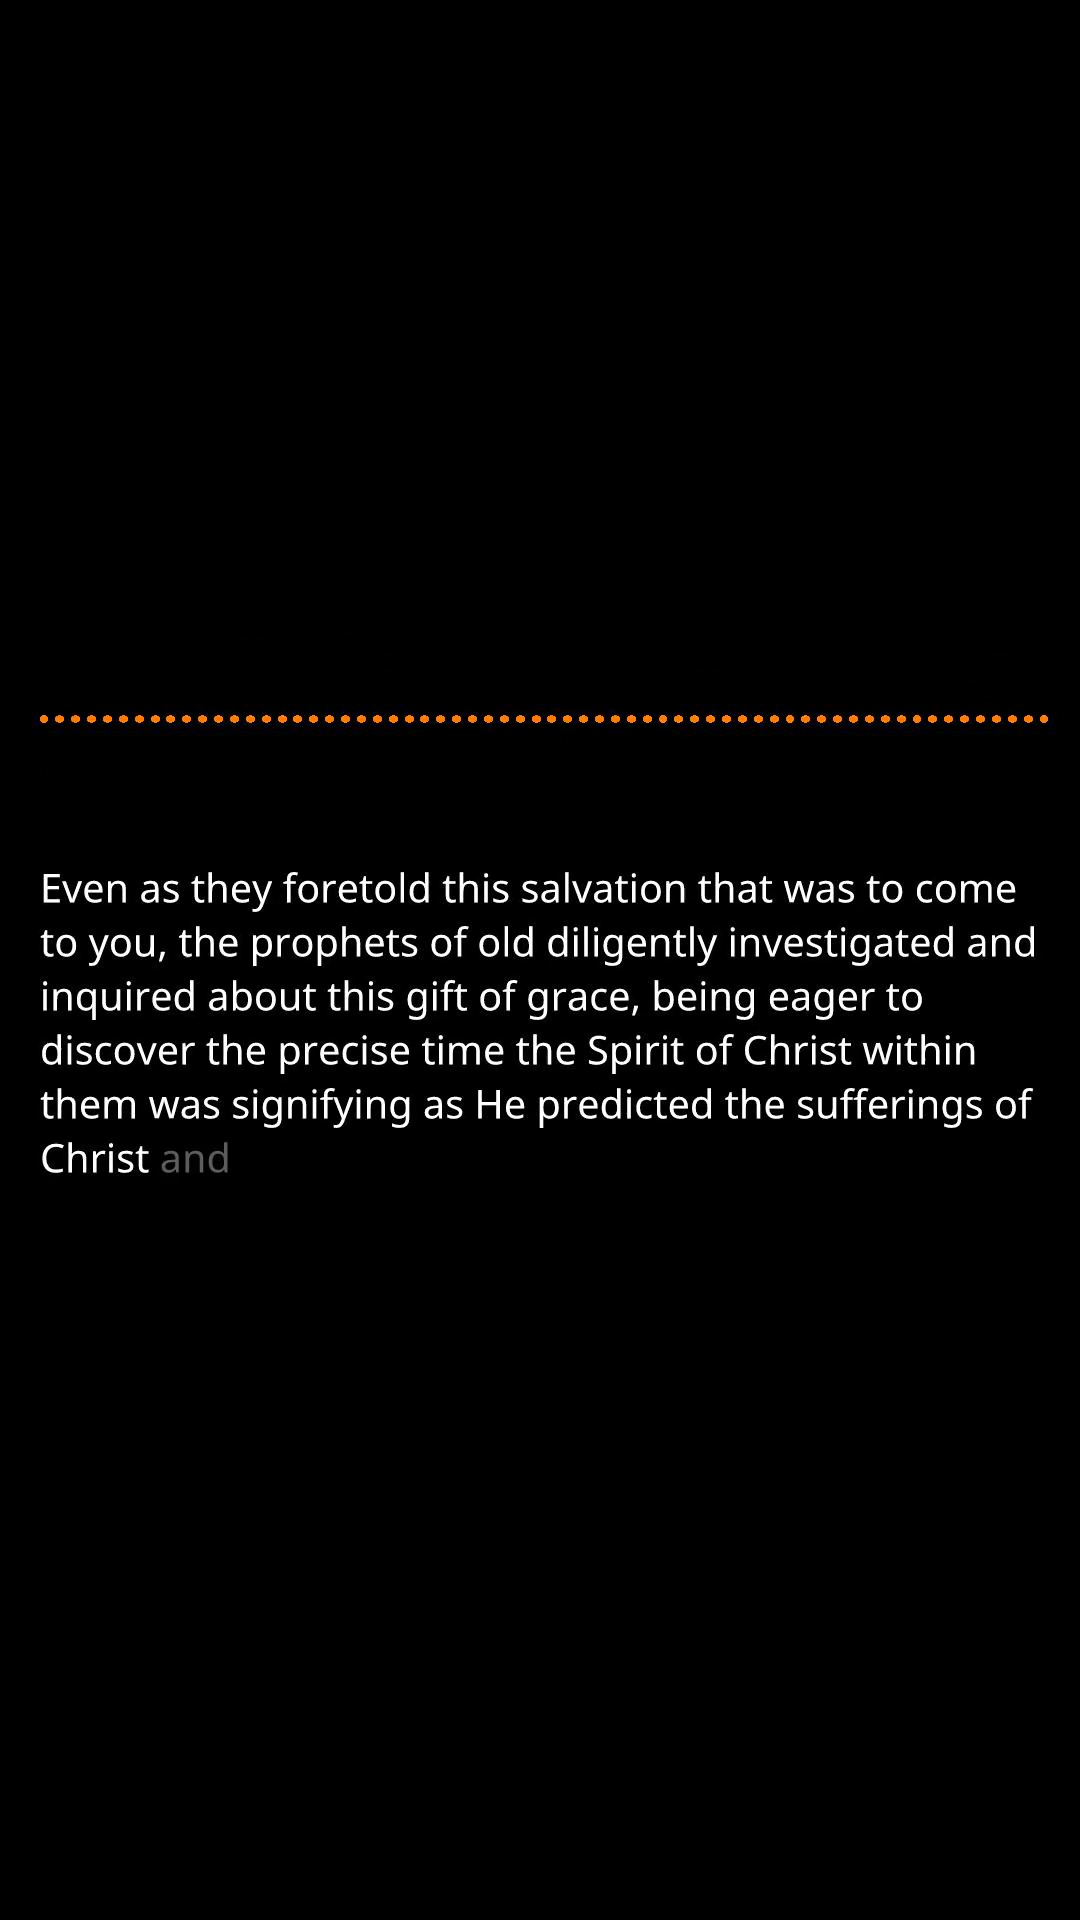 Even as they foretold this salvation that was to come
to you, the prophets of old diligently investigated and
inquired about this gift of grace, being eager to
discover the precise time the Spirit of Christ within
them was signifying as He predicted the sufferings of
Christ and